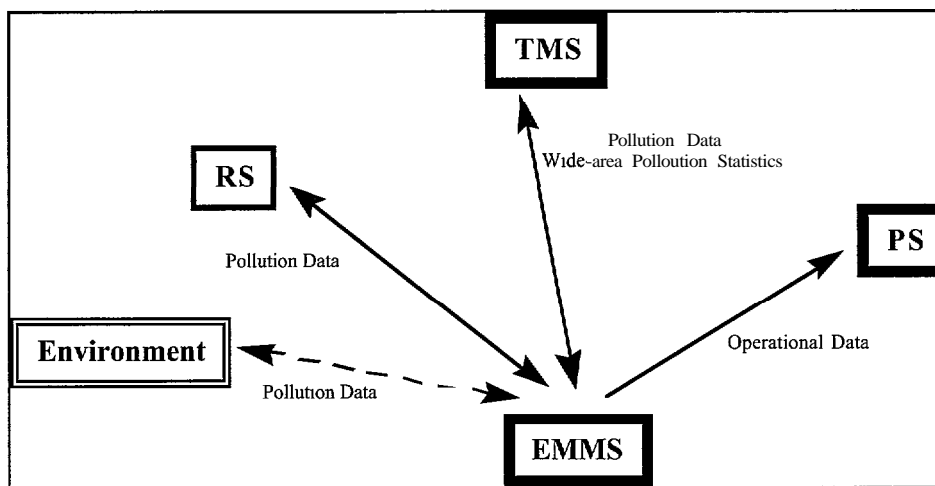 TMS
Pollution Data
Wide-area Polloution Statistics
RS
PS
Pollution Data
Operational Data
Environment
Pollution Data
EMMS